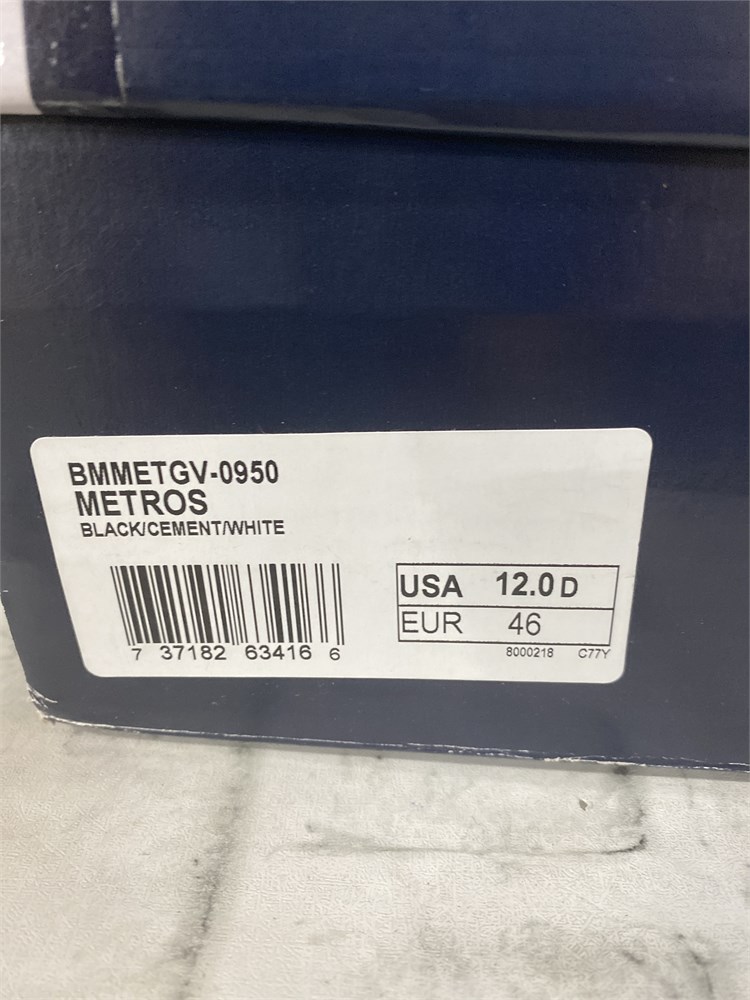 BMMETGV-0950
METROS
BLACK/CEMENT/WHITE
7 37182 63416 6
USA 12.0 D
EUR 46
8000218 C77Y